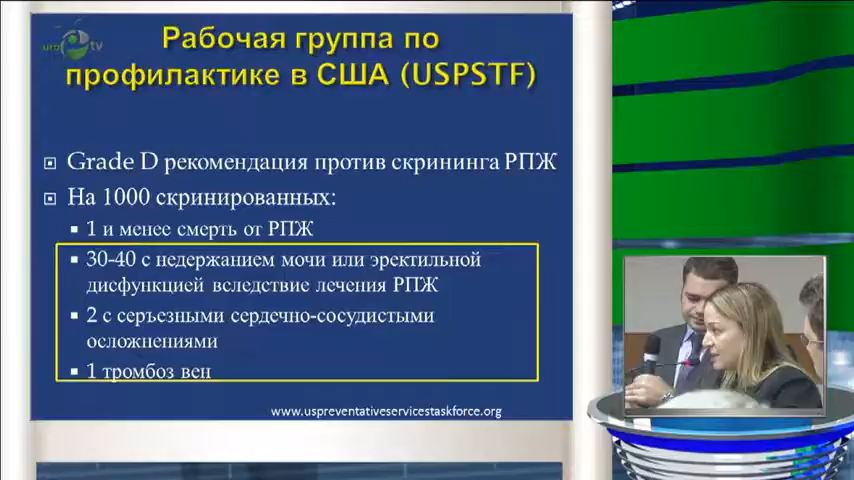 uro tv
Рабочая группа по
профилактике в США (USPSTF)
Grade D рекомендация против скрининга РПЖ
На 1000 скринированных:
1 и менее смерть от РПЖ
30-40 с недержанием мочи или эректильной
дисфункцией вследствие лечения РПЖ
2 с серъезными сердечно-сосудистыми
осложнениями
1 тромбоз вен
www.uspreventativeservicestaskforce.org